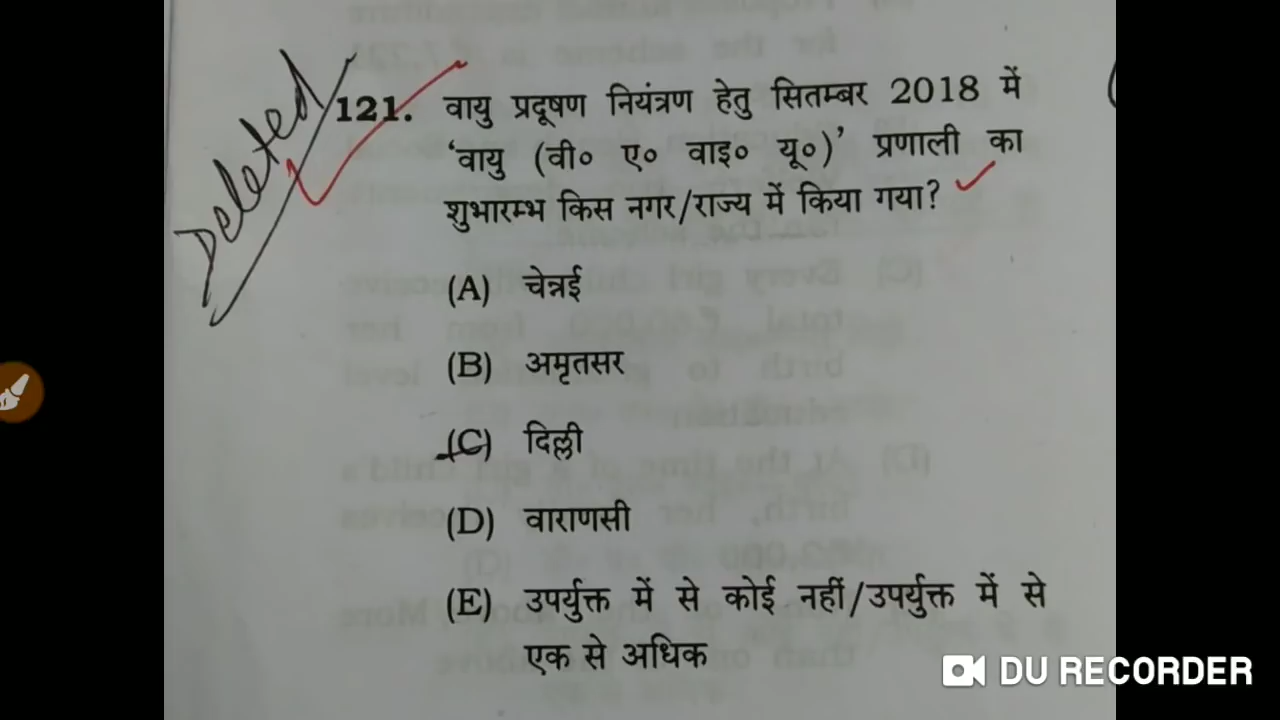 Deleted
121. वायु प्रदूषण नियंत्रण हेतु सितम्बर 2018 में
‘वायु (वी० ए० वाइ० यू०)’ प्रणाली का
शुभारम्भ किस नगर/राज्य में किया गया?
(A) चेन्नई
(B) अमृतसर
(C) दिल्ली
(D) वाराणसी
(E) उपर्युक्त में से कोई नहीं/उपर्युक्त में से
एक से अधिक
DU RECORDER